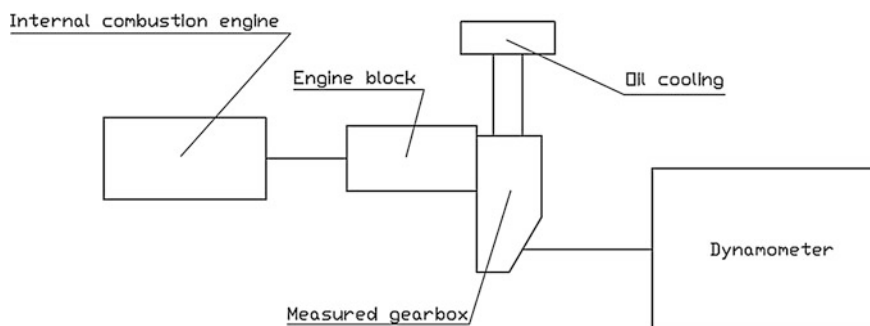 Internal combustion engine
Engine block
Oil cooling
Dynamometer
Measured gearbox